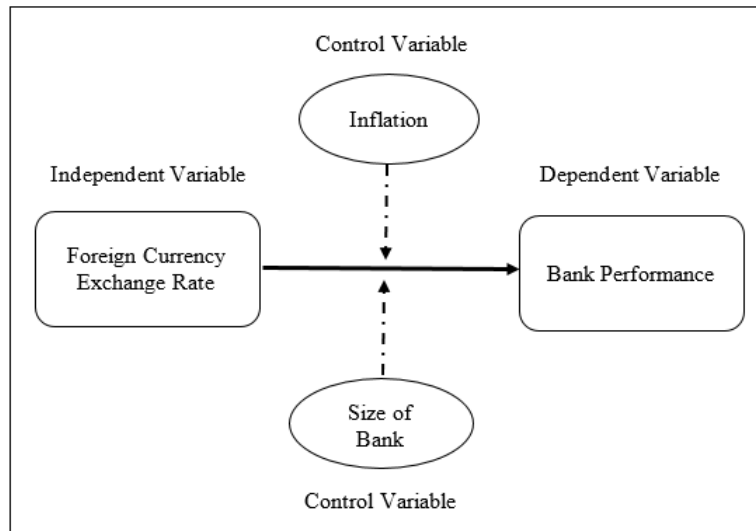 Control Variable
Inflation
Independent Variable
Dependent Variable
Foreign Currency
Exchange Rate
Bank Performance
Size of
Bank
Control Variable